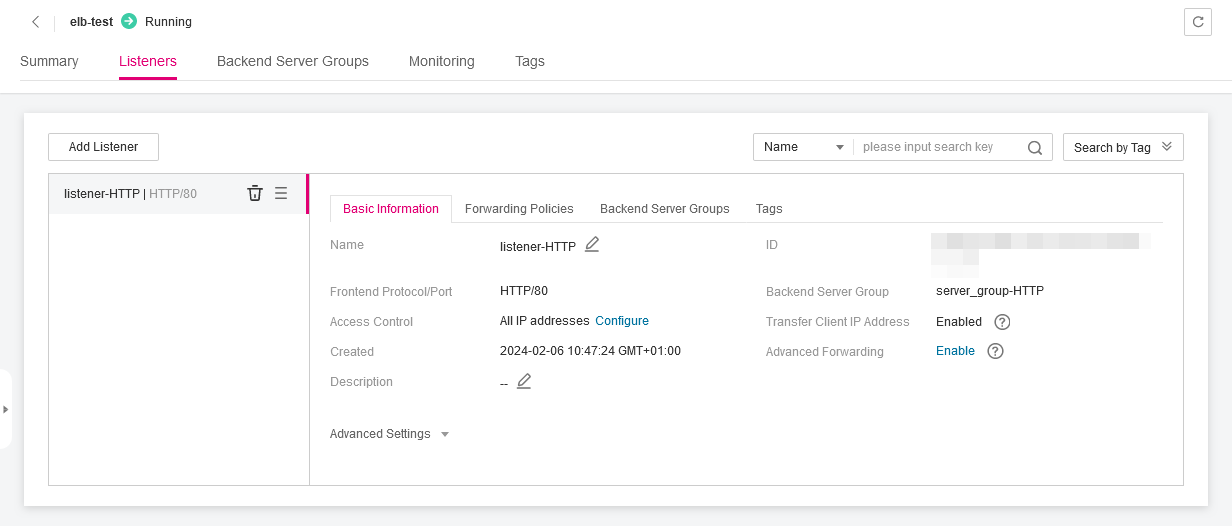 elb-test Running
Summary Listeners Backend Server Groups Monitoring Tags
Add Listener Name please input search key Search by Tag
listener-HTTP | HTTP/80
Basic Information Forwarding Policies Backend Server Groups Tags
Name listener-HTTP ID
Frontend Protocol/Port HTTP/80 Backend Server Group server_group-HTTP
Access Control All IP addresses Configure Transfer Client IP Address Enabled
Created 2024-02-06 10:47:24 GMT+01:00 Advanced Forwarding Enable
Description --
Advanced Settings